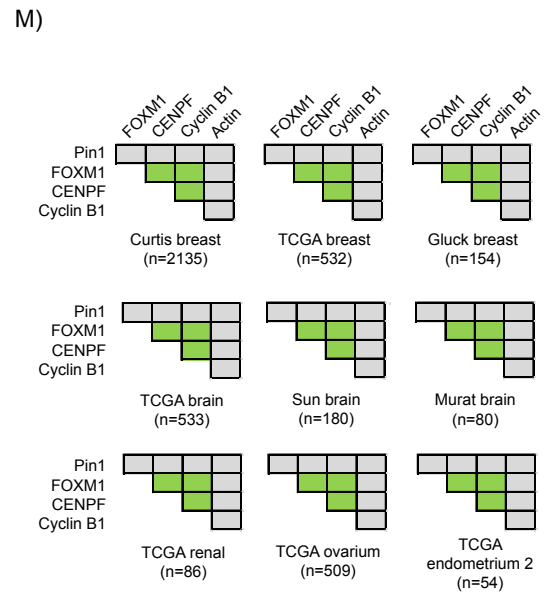 M)
FOXM1 CENPF Cyclin B1 Actin FOXM1 CENPF Cyclin B1 Actin FOXM1 CENPF Cyclin B1 Actin
Pin1
FOXM1
CENPF
Cyclin B1
Curtis breast TCGA breast Gluck breast
(n=2135) (n=532) (n=154)
Pin1
FOXM1
CENPF
Cyclin B1
TCGA brain Sun brain Murat brain
(n=533) (n=180) (n=80)
Pin1
FOXM1
CENPF
Cyclin B1
TCGA renal TCGA ovarium TCGA
endometrium 2
(n=86) (n=509) (n=54)